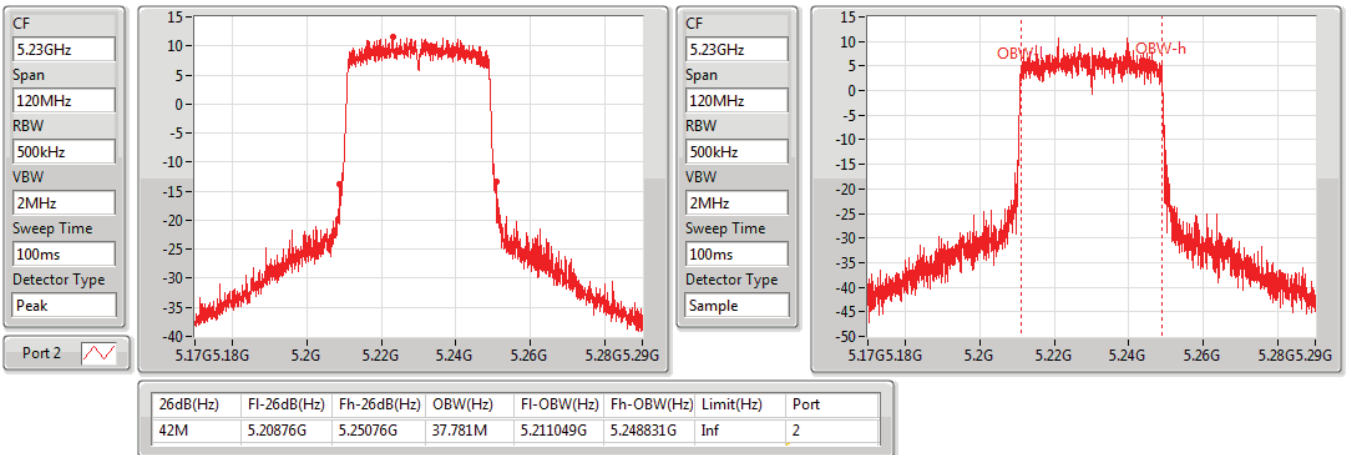 CF
5.23GHz
Span
120MHz
RBW
500kHz
VBW
2MHz
Sweep Time
100ms
Detector Type
Peak
Port 2
15
10
5
0
-5
-10
-15
-20
-25
-30
-35
-40
5.17G 5.18G 5.2G 5.22G 5.24G 5.26G 5.28G 5.29G
CF
5.23GHz
Span
120MHz
RBW
500kHz
VBW
2MHz
Sweep Time
100ms
Detector Type
Sample
15
10
5
0
-5
-10
-15
-20
-25
-30
-35
-40
-45
-50
OBW OBW-h
5.17G 5.18G 5.2G 5.22G 5.24G 5.26G 5.28G 5.29G
26dB(Hz) Fl-26dB(Hz) Fh-26dB(Hz) OBW(Hz) Fl-OBW(Hz) Fh-OBW(Hz) Limit(Hz) Port
42M 5.20876G 5.25076G 37.781M 5.211049G 5.248831G Inf 2